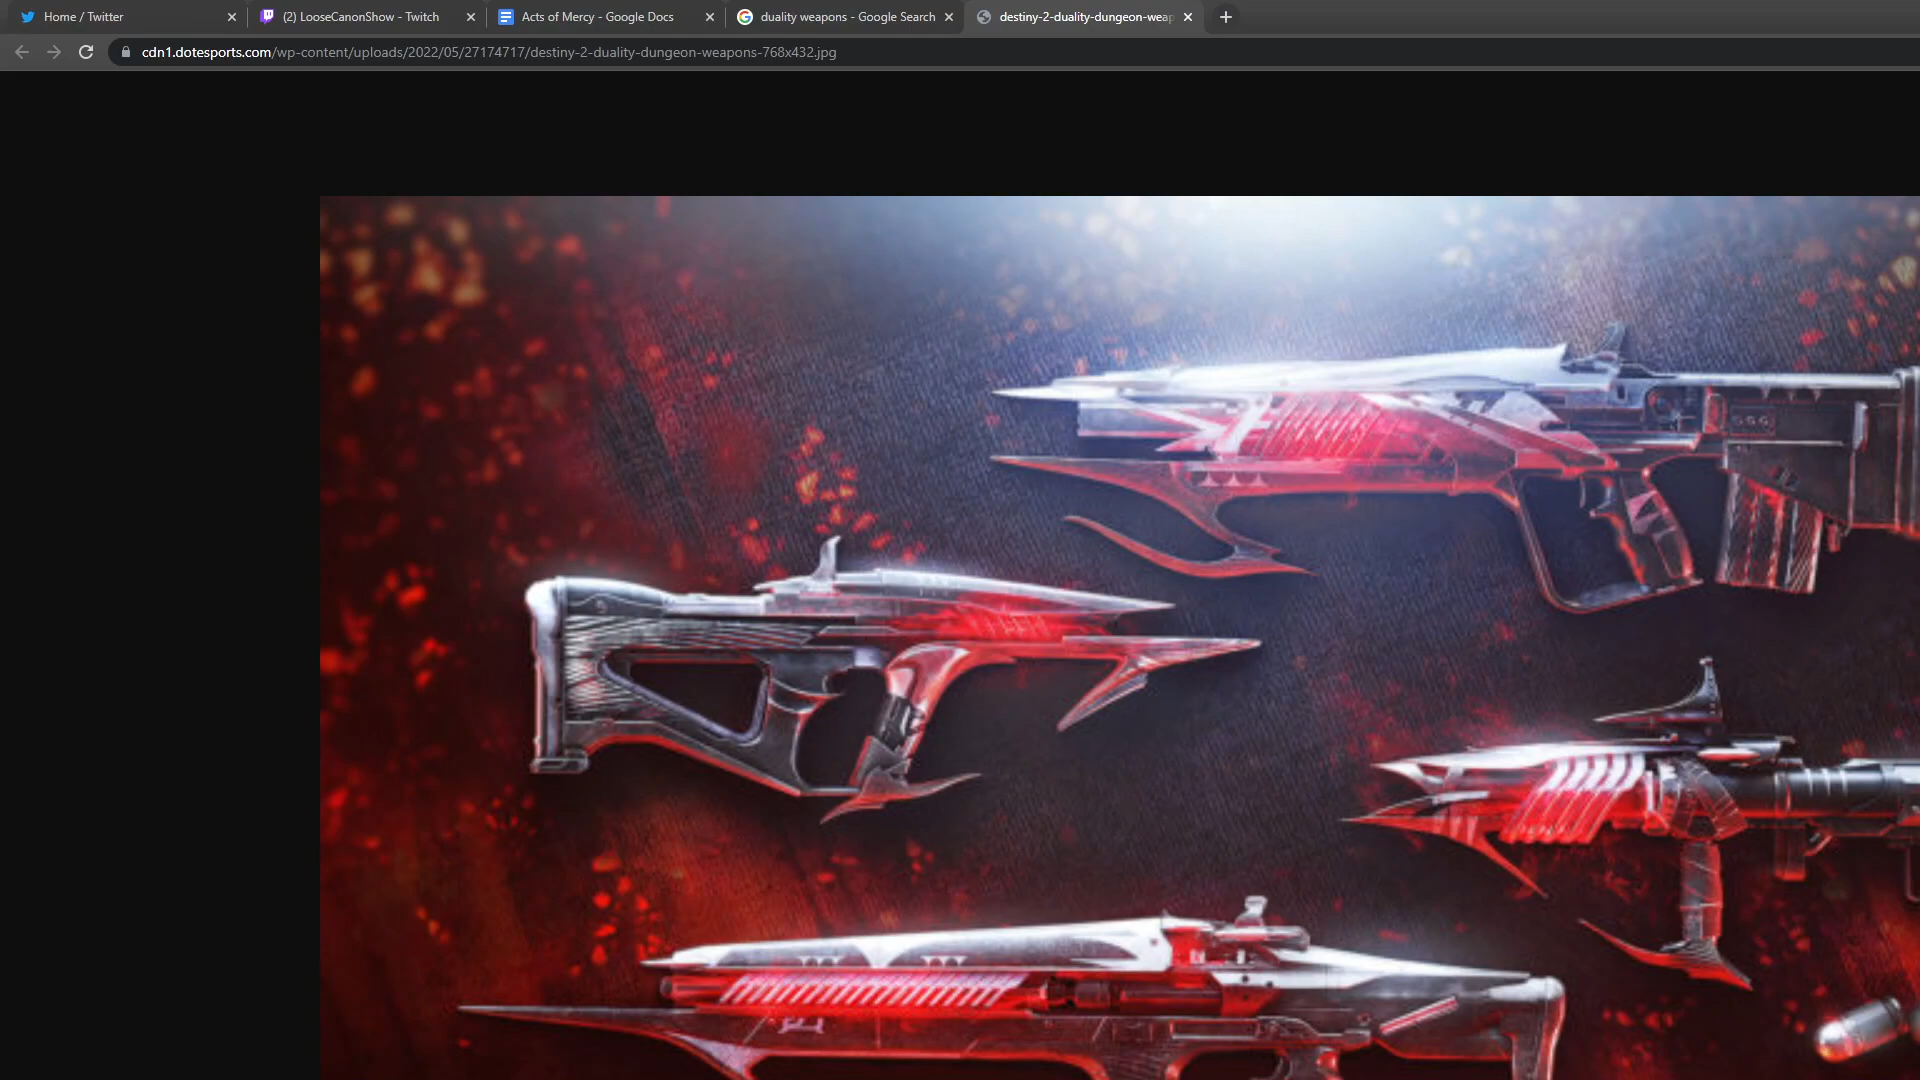 Home / Twitter
(2) LooseCanonShow - Twitch
Acts of Mercy - Google Docs
duality weapons - Google Search
destiny-2-duality-dungeon-weap
cdn1.dotesports.com/wp-content/uploads/2022/05/27174717/destiny-2-duality-dungeon-weapons-768x432.jpg